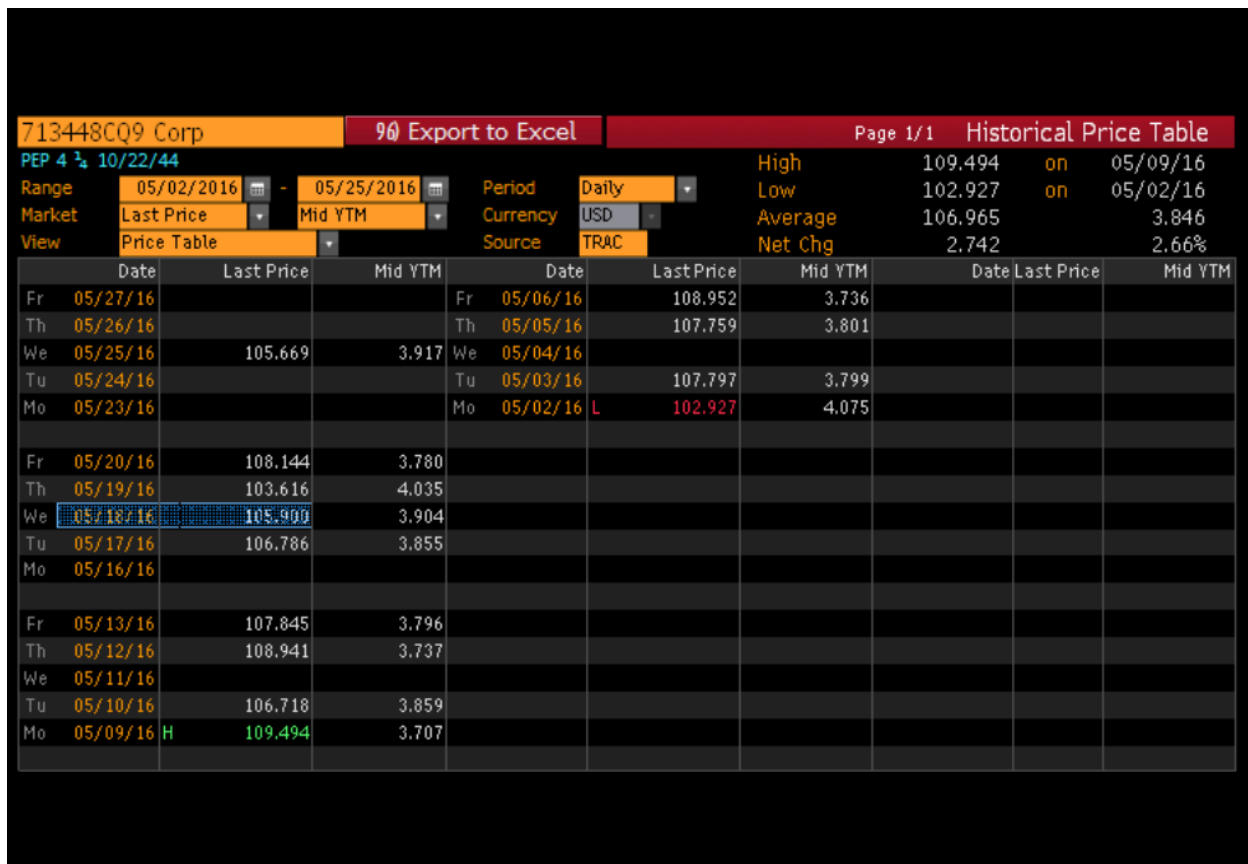 713448CQ9 Corp 96) Export to Excel Page 1/1 Historical Price Table
PEP 4 ¼ 10/22/44 High 109.494 on 05/09/16
Range 05/02/2016 - 05/25/2016 Period Daily Low 102.927 on 05/02/16
Market Last Price Mid YTM Currency USD Average 106.965 3.846
View Price Table Source TRAC Net Chg 2.742 2.66%
Date Last Price Mid YTM Date Last Price Mid YTM Date Last Price Mid YTM
Fr 05/27/16 Fr 05/06/16 108.952 3.736
Th 05/26/16 Th 05/05/16 107.759 3.801
We 05/25/16 105.669 3.917 We 05/04/16
Tu 05/24/16 Tu 05/03/16 107.797 3.799
Mo 05/23/16 Mo 05/02/16 L 102.927 4.075
Fr 05/20/16 108.144 3.780
Th 05/19/16 103.616 4.035
We 05/18/16 105.900 3.904
Tu 05/17/16 106.786 3.855
Mo 05/16/16
Fr 05/13/16 107.845 3.796
Th 05/12/16 108.941 3.737
We 05/11/16
Tu 05/10/16 106.718 3.859
Mo 05/09/16 H 109.494 3.707